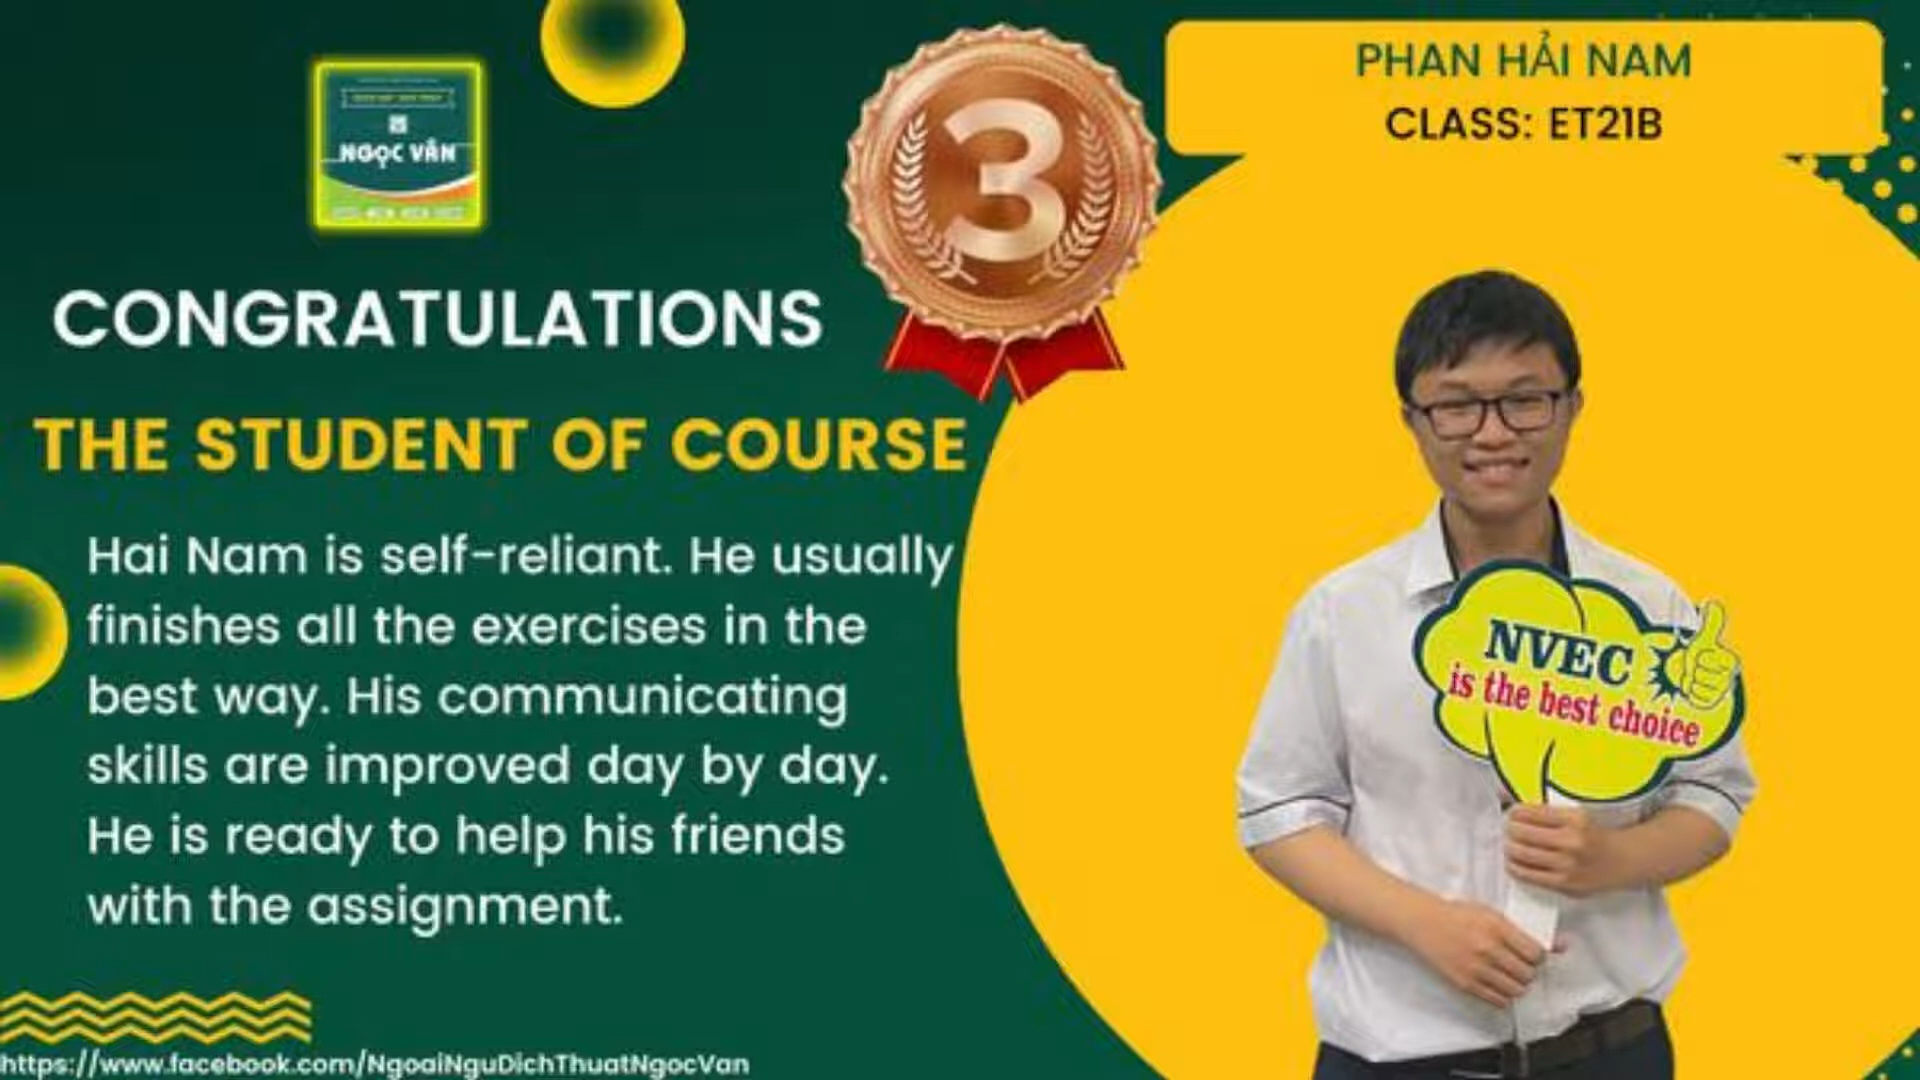 NGỌC VÂN
3
PHAN HẢI NAM
CLASS: ET21B
CONGRATULATIONS
THE STUDENT OF COURSE
Hai Nam is self-reliant. He usually
finishes all the exercises in the
best way. His communicating
skills are improved day by day.
He is ready to help his friends
with the assignment.
NVEC
is the best choice
https://www.facebook.com/NgoaiNguDichThuatNgocVan